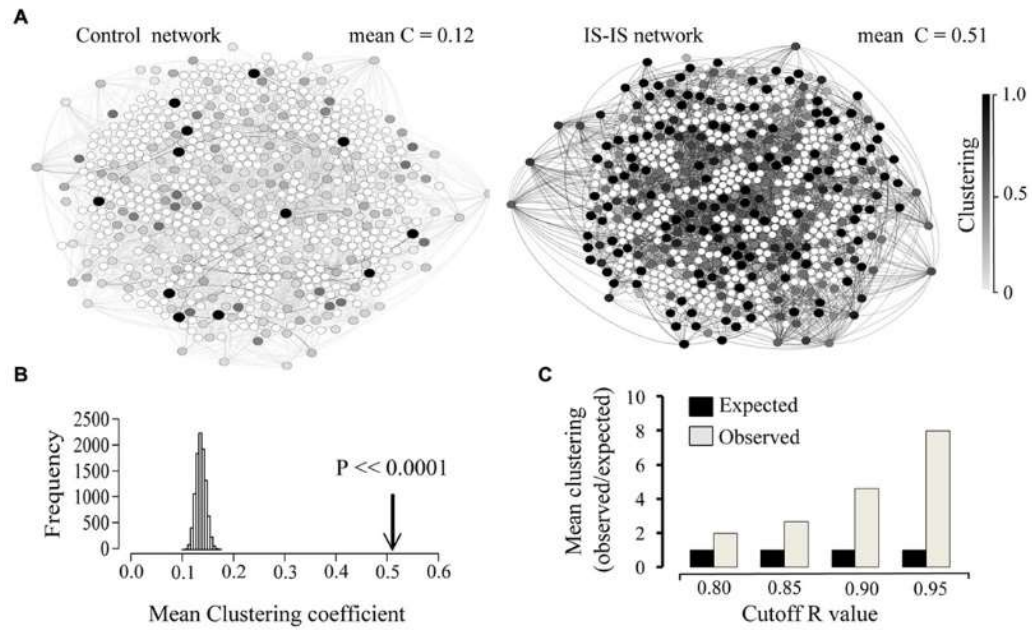 A
Control network mean C = 0.12
IS-IS network mean C = 0.51
1.0
0.5
0
Clustering
B
2500
2000
1500
1000
500
0
Frequency
P << 0.0001
0.0 0.1 0.2 0.3 0.4 0.5 0.6
Mean Clustering coefficient
C
Mean clustering
(observed/expected)
10
8
6
4
2
0
Expected
Observed
0.80 0.85 0.90 0.95
Cutoff R value